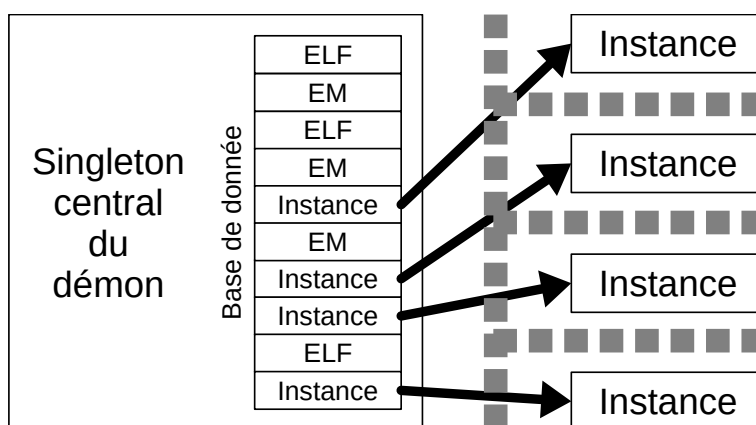 Singleton
central
du
démon
Base de donnée
ELF
EM
ELF
EM
Instance
EM
Instance
Instance
ELF
Instance
Instance
Instance
Instance
Instance